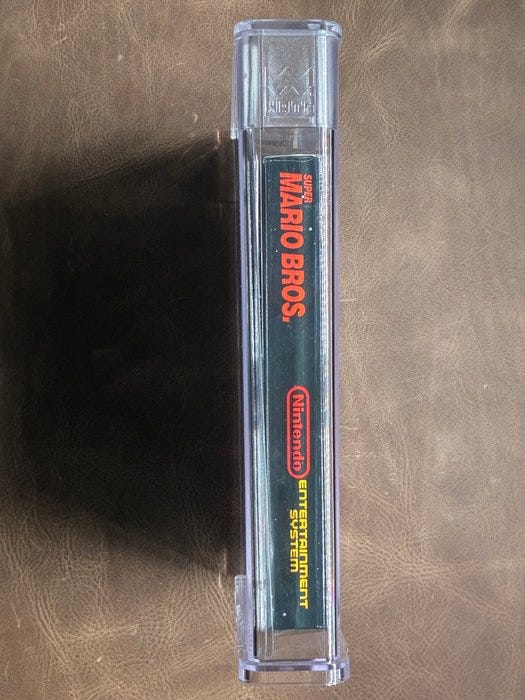 SUPER
MARIO BROS.
Nintendo
ENTERTAINMENT
SYSTEM